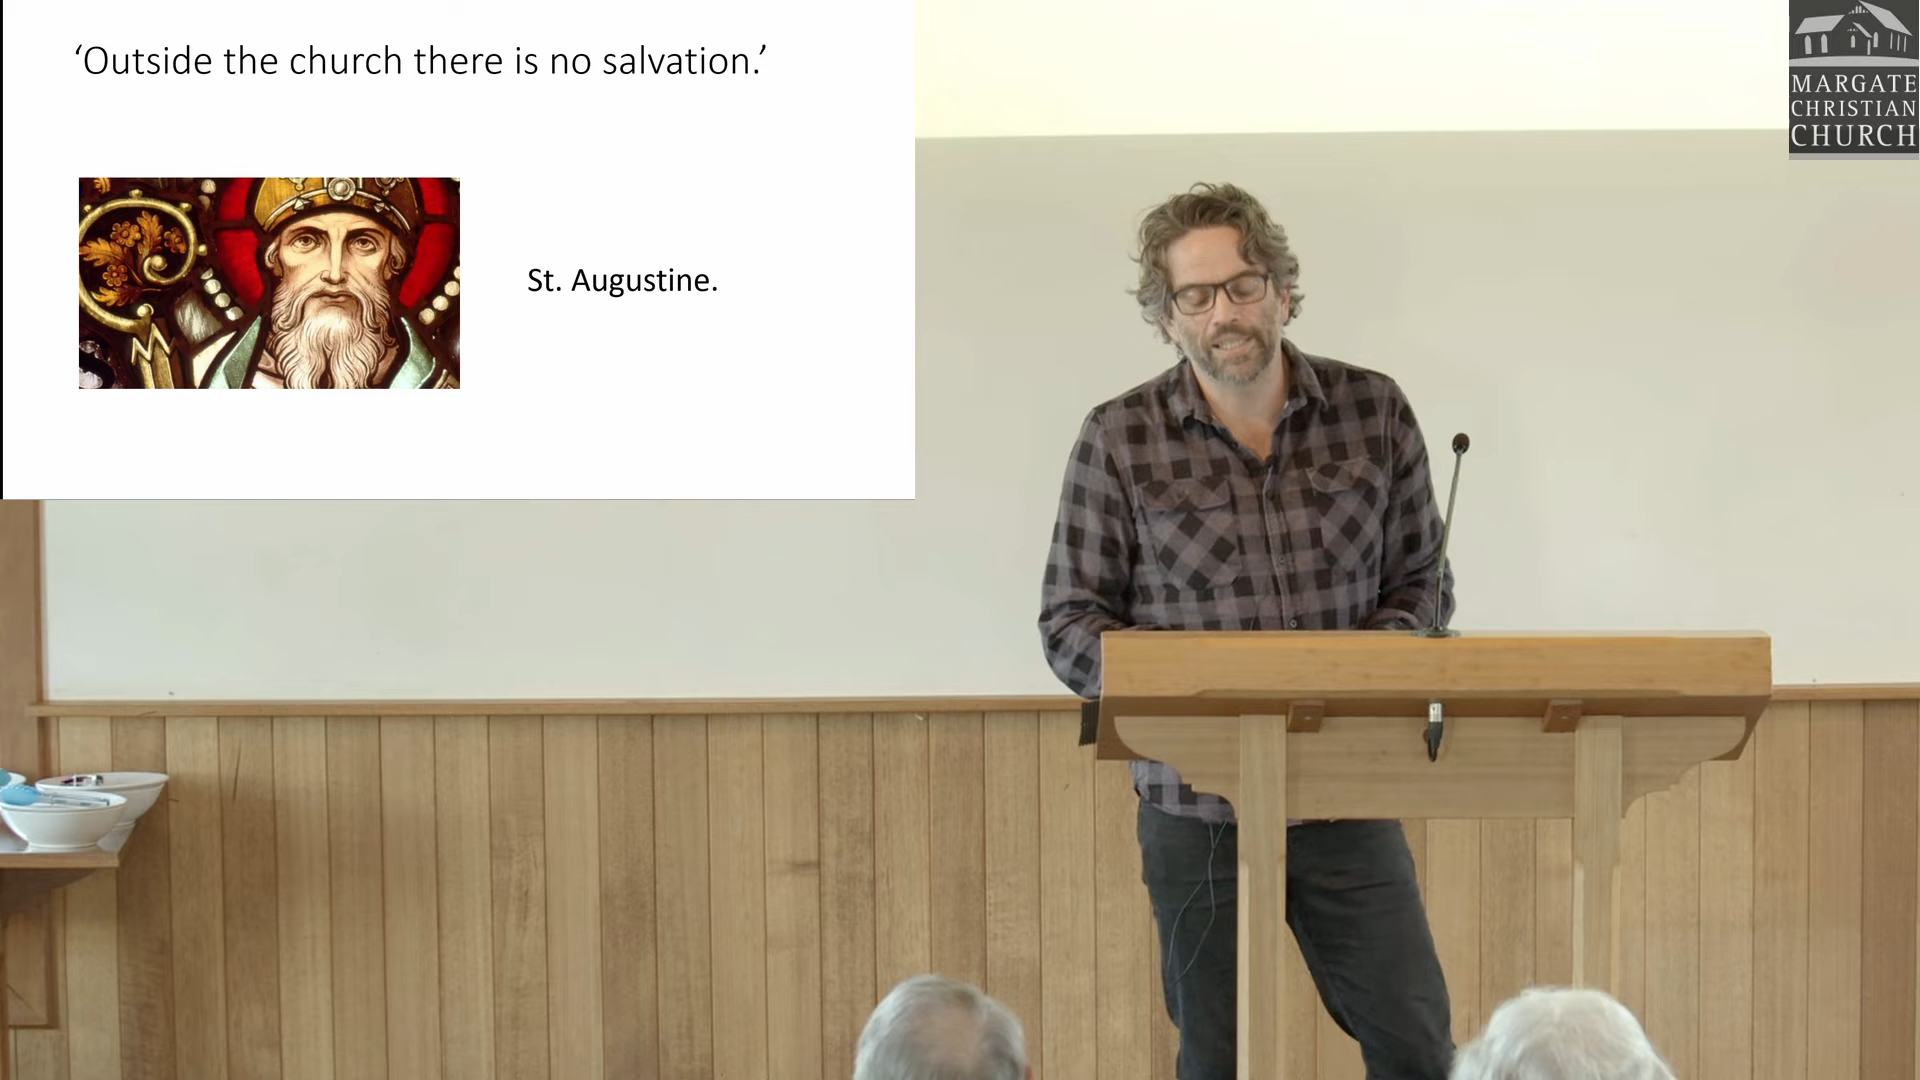 ‘Outside the church there is no salvation.’
St. Augustine.
MARGATE
CHRISTIAN
CHURCH